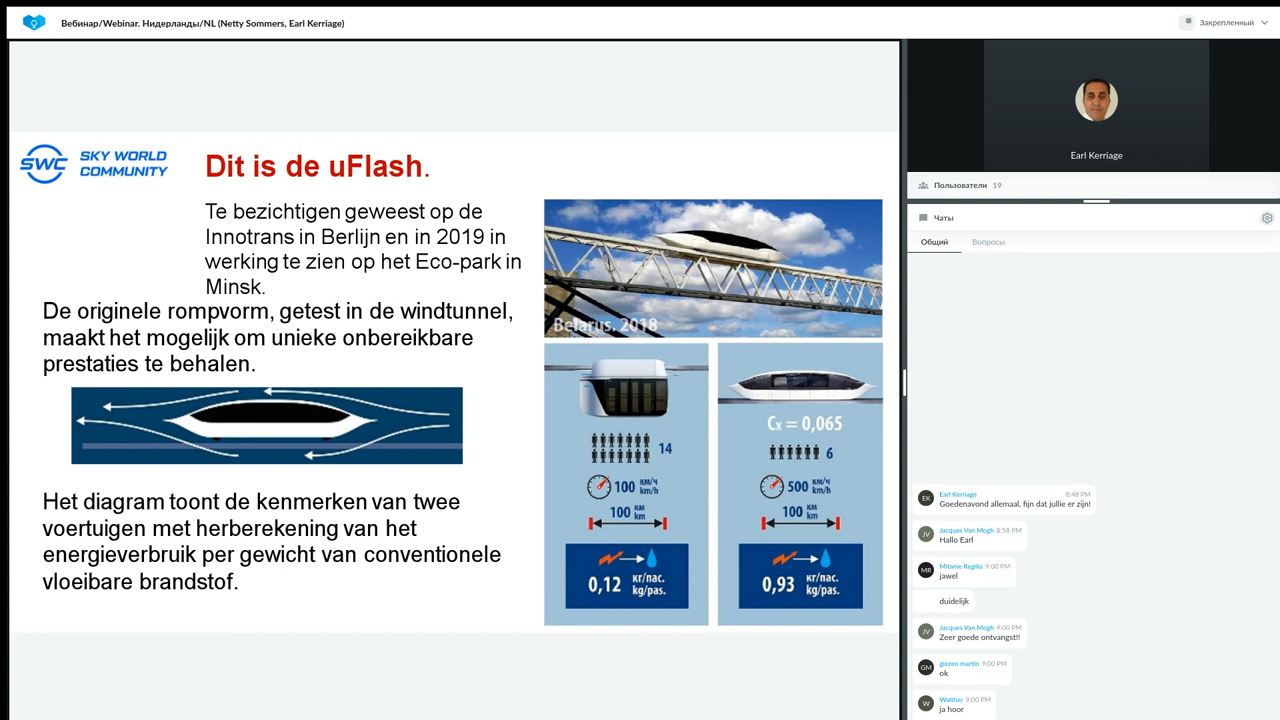 Вебинар/Webinar. Нидерланды/NL (Netty Sommers, Earl Kerriage)
Закрепленный
SWC
SKY WORLD
COMMUNITY
Dit is de uFlash.
Te bezichtigen geweest op de
Innotrans in Berlijn en in 2019 in
werking te zien op het Eco-park in
Minsk.
De originele rompvorm, getest in de windtunnel,
maakt het mogelijk om unieke onbereikbare
prestaties te behalen.
Het diagram toont de kenmerken van twee
voertuigen met herberekening van het
energieverbruik per gewicht van conventionele
vloeibare brandstof.
Belarus, 2018
14
100 км/ч
km/h
100 км
km
0,12 кг/пас.
kg/pas.
Cx = 0,065
6
500 км/ч
km/h
100 км
km
0,93 кг/пас.
kg/pas.
Earl Kerriage
Пользователи 19
Чаты
Общий Вопросы
EK
Earl Kerriage 8:48 PM
Goedenavond allemaal, fijn dat jullie er zijn!
JV
Jacques Van Mogh 8:58 PM
Hallo Earl
MR
Mitanie Regilia 9:00 PM
jawel
duidelijk
JV
Jacques Van Mogh 9:00 PM
Zeer goede ontvangst!!
GM
giezen martin 9:00 PM
ok
W
Walther 9:00 PM
ja hoor